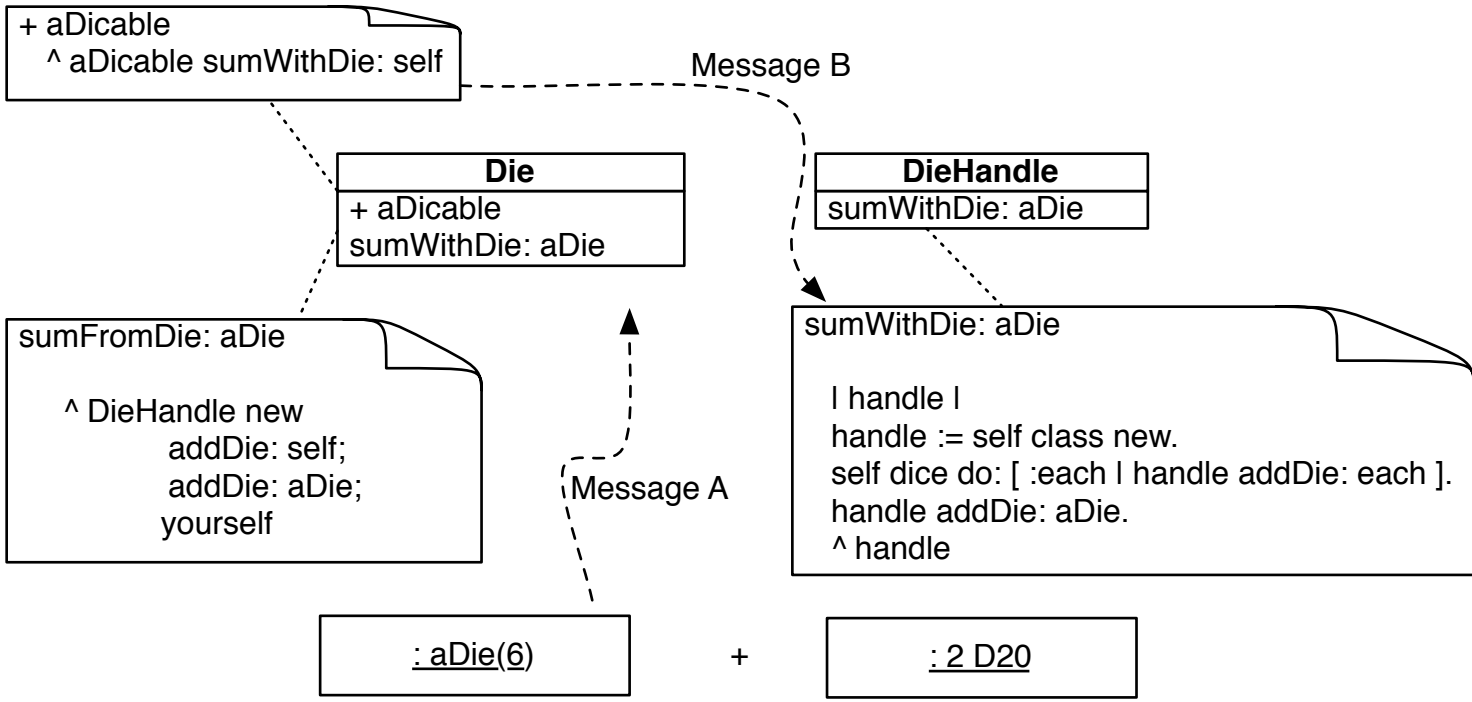 + aDicable
^ aDicable sumWithDie: self
Message B
Die
+ aDicable
sumWithDie: aDie
DieHandle
sumWithDie: aDie
sumFromDie: aDie
^ DieHandle new
addDie: self;
addDie: aDie;
yourself
Message A
sumWithDie: aDie
| handle |
handle := self class new.
self dice do: [ :each | handle addDie: each ].
handle addDie: aDie.
^ handle
: aDie(6)
+
: 2 D20